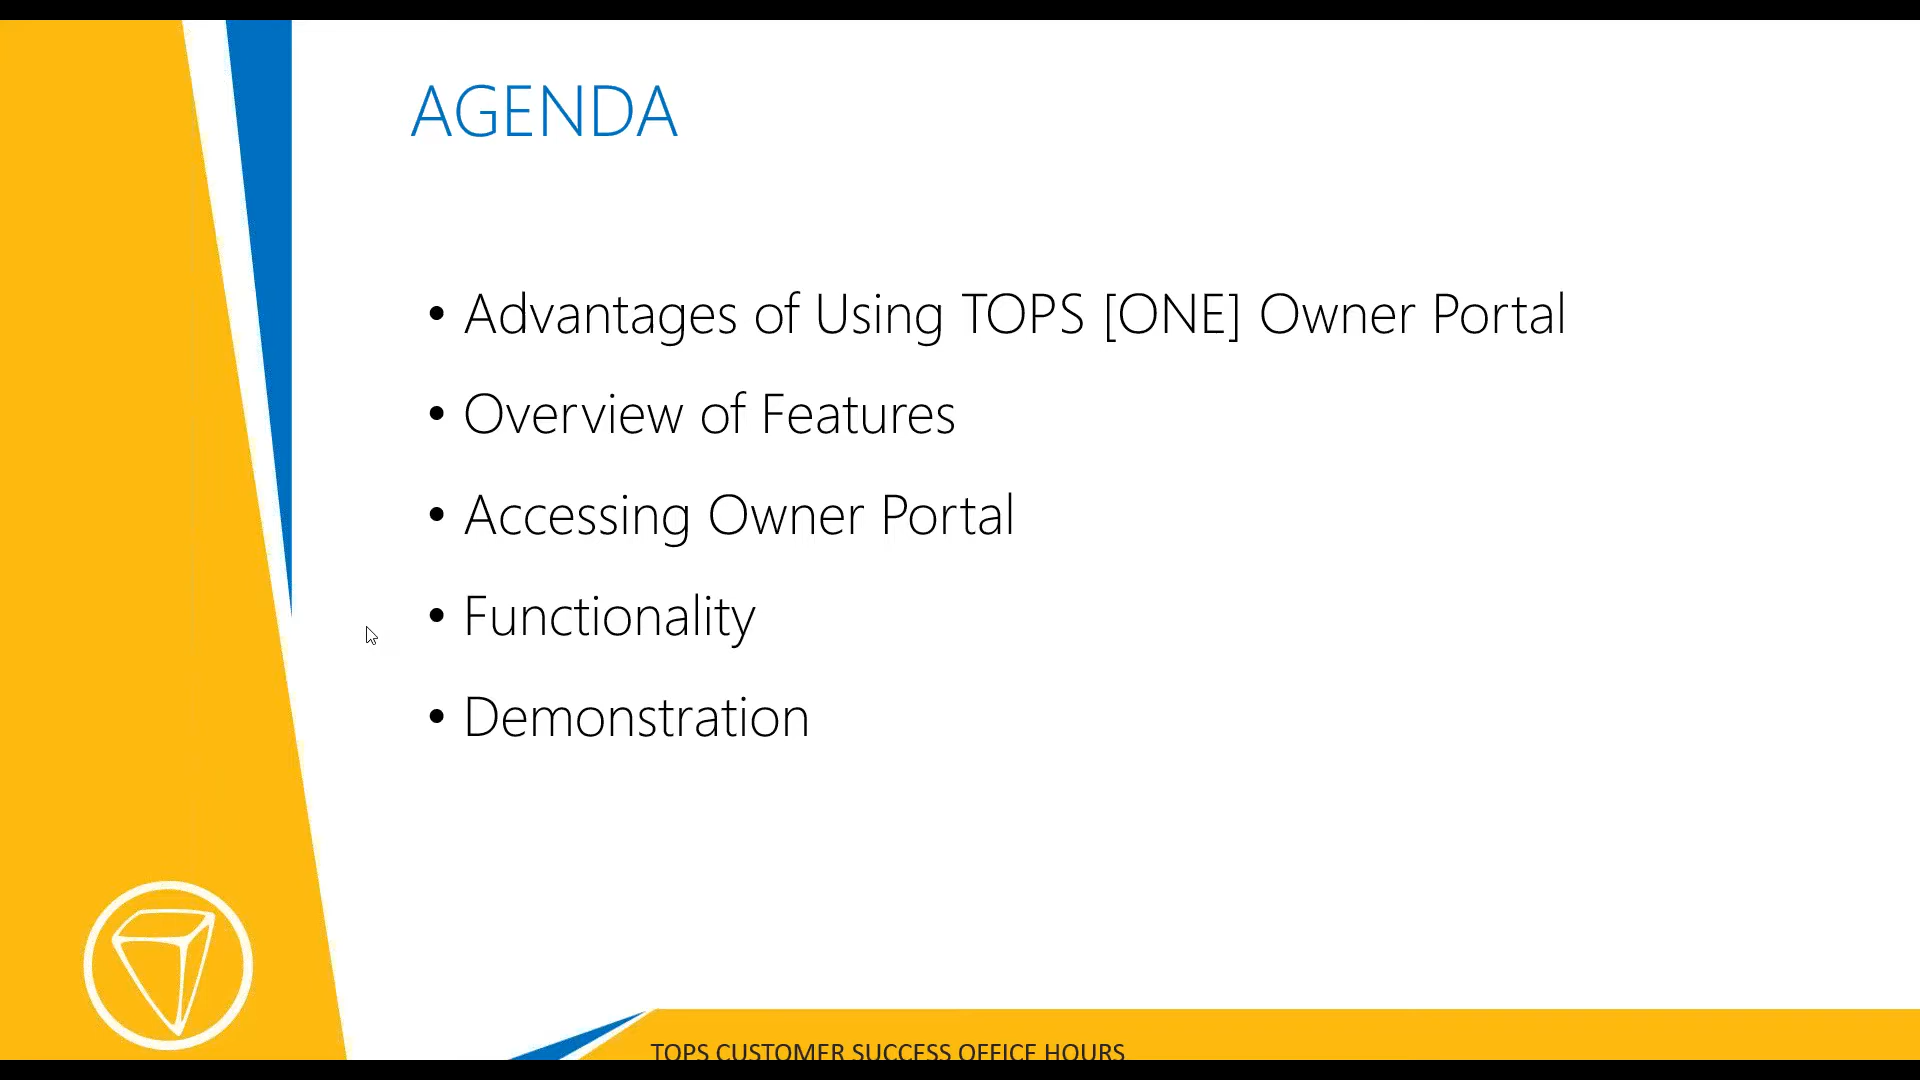 AGENDA
• Advantages of Using TOPS [ONE] Owner Portal
• Overview of Features
• Accessing Owner Portal
• Functionality
• Demonstration
TOPS CUSTOMER SUCCESS OFFICE HOURS